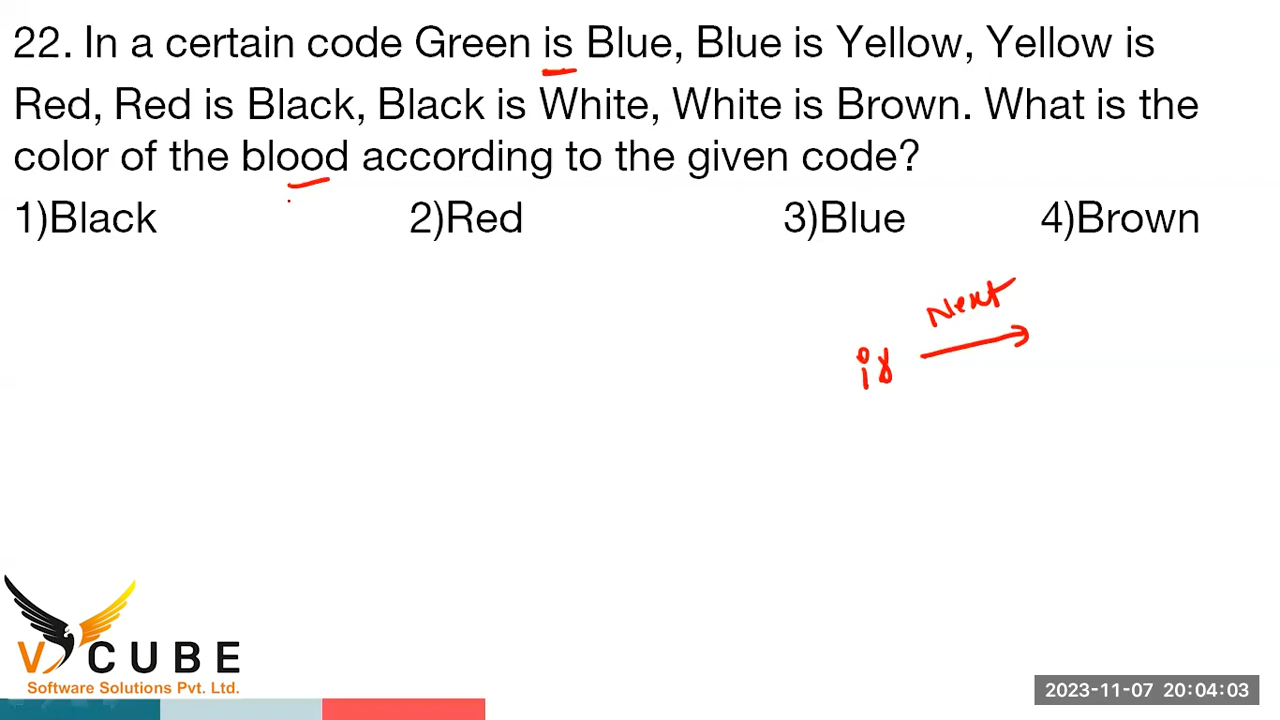 22. In a certain code Green is Blue, Blue is Yellow, Yellow is
Red, Red is Black, Black is White, White is Brown. What is the
color of the blood according to the given code?
1)Black 2)Red 3)Blue 4)Brown
Next
is
V CUBE
Software Solutions Pvt. Ltd.
2023-11-07 20:04:03